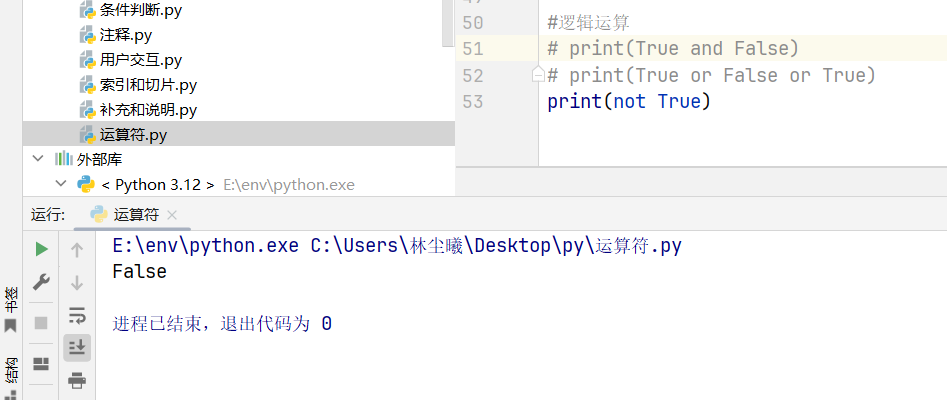 条件判断.py
注释.py
用户交互.py
索引和切片.py
补充和说明.py
运算符.py
外部库
< Python 3.12 > E:\env\python.exe
50 #逻辑运算
51 # print(True and False)
52 # print(True or False or True)
53 print(not True)
运行: 运算符
E:\env\python.exe C:\Users\林尘曦\Desktop\py\运算符.py
False
进程已结束，退出代码为 0
书签
结构